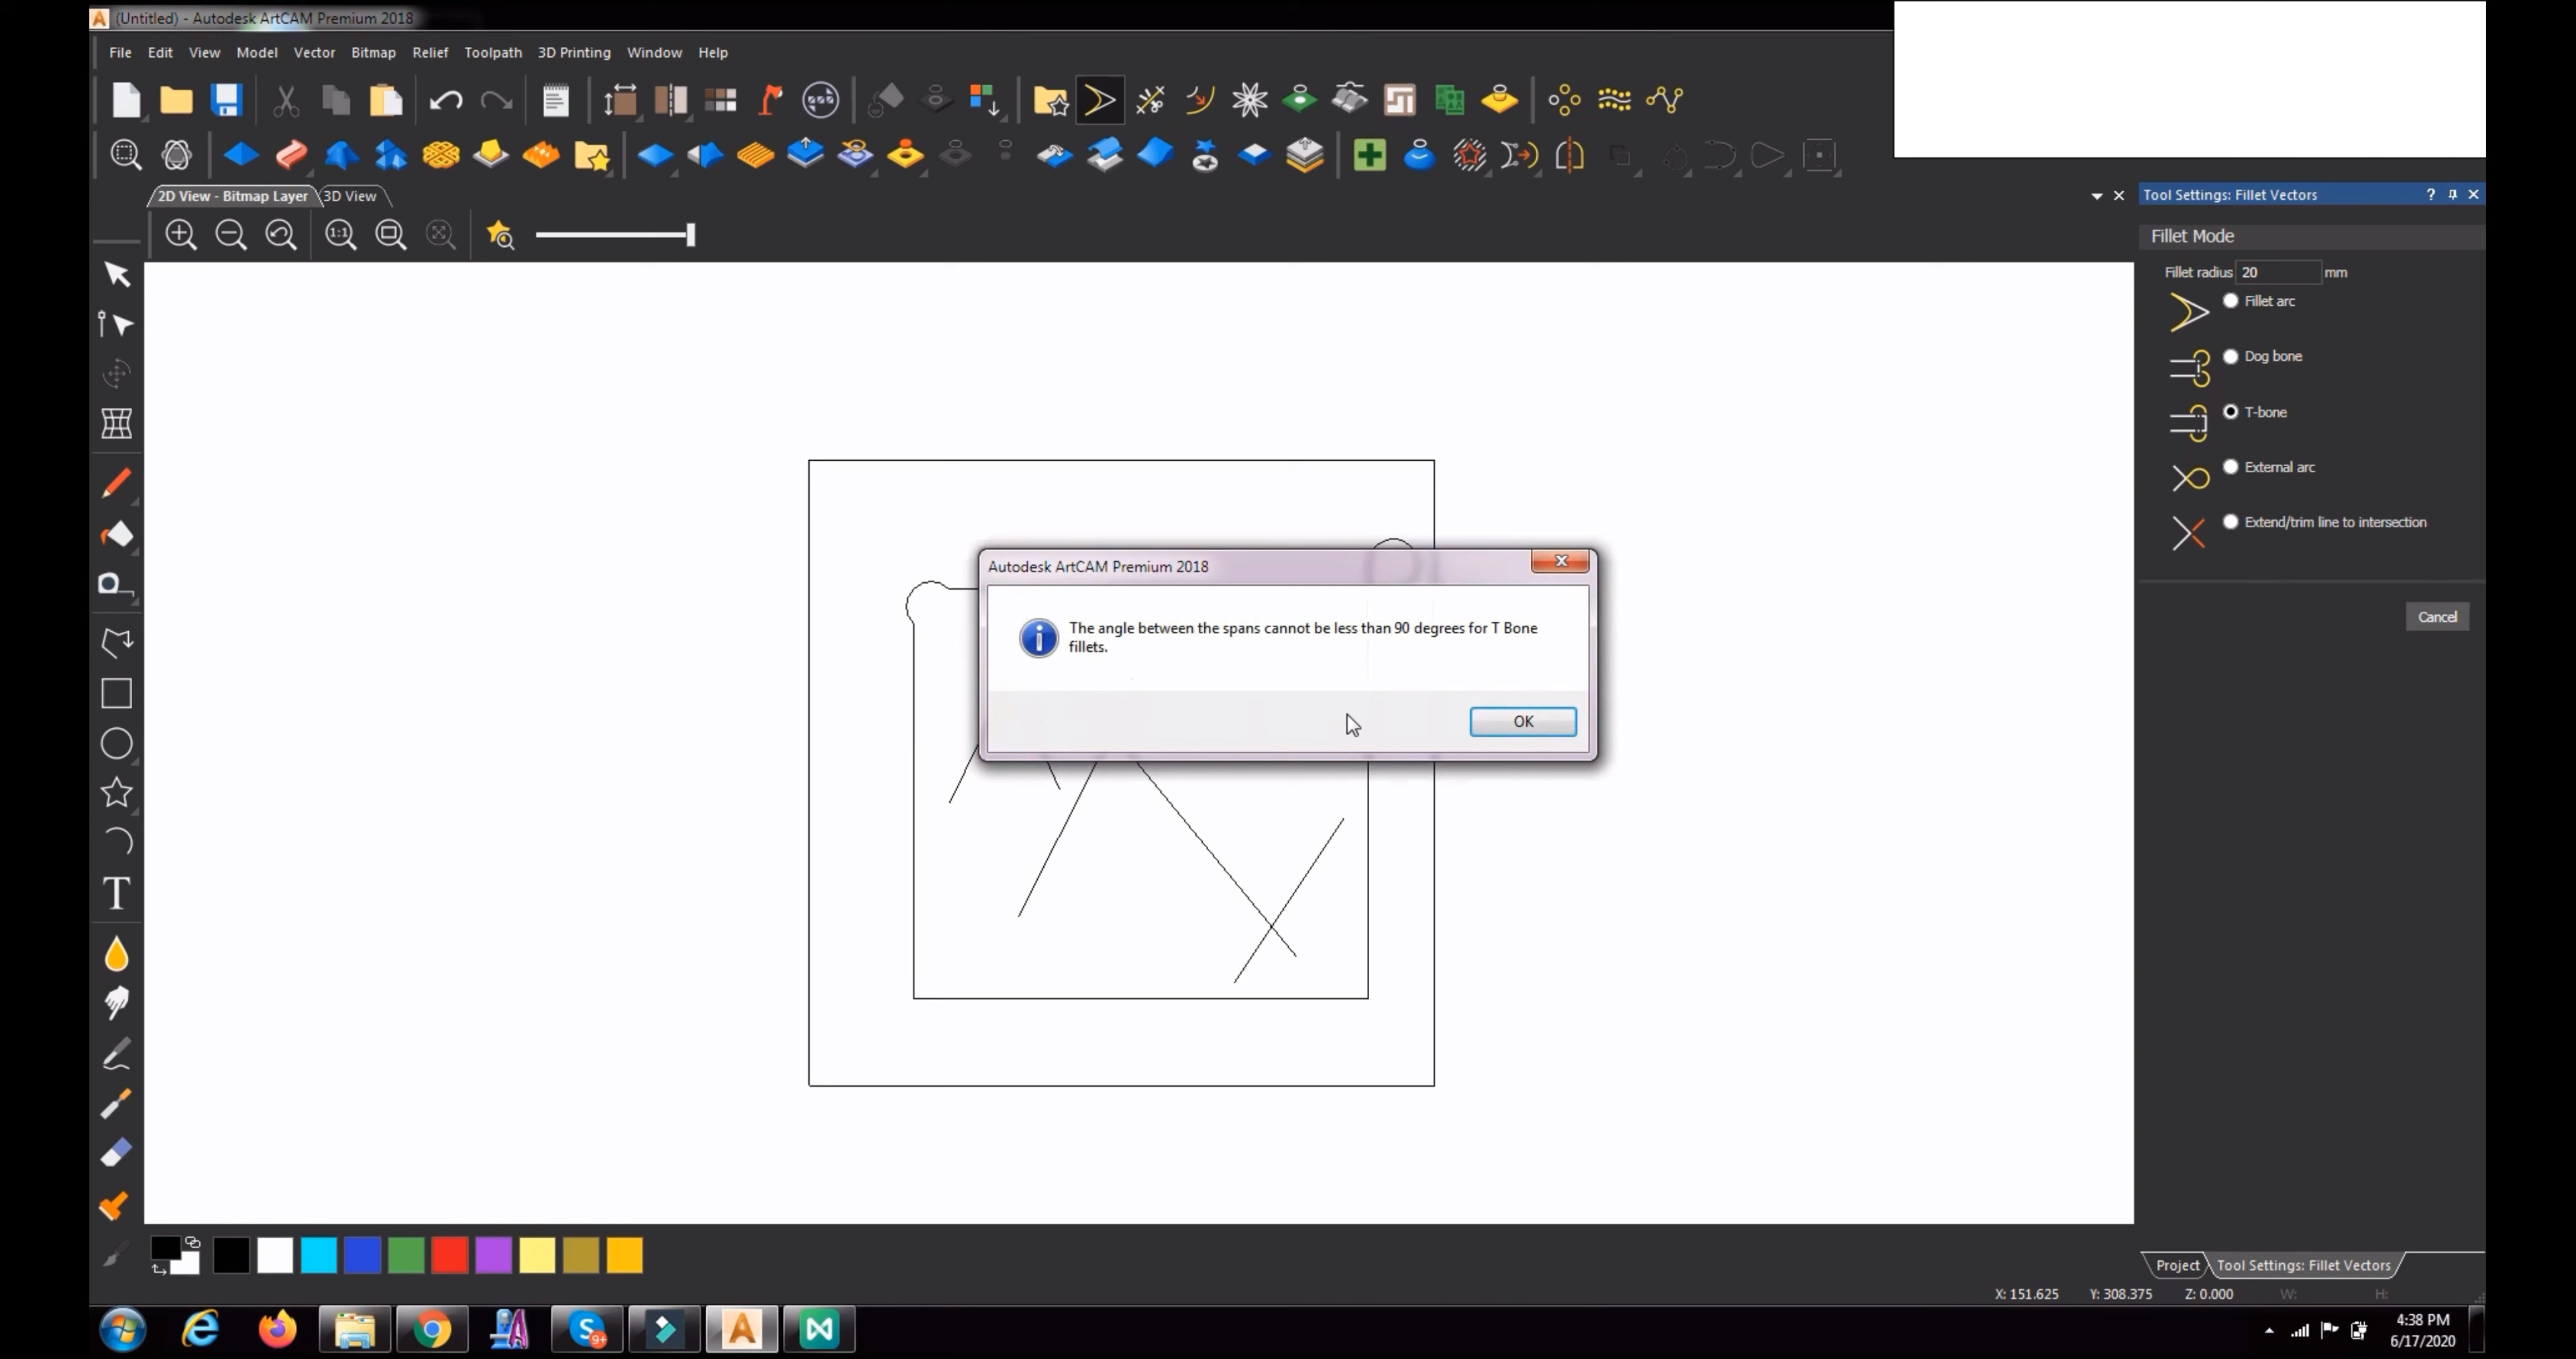 (Untitled) - Autodesk ArtCAM Premium 2018
File Edit View Model Vector Bitmap Relief Toolpath 3D Printing Window Help
2D View - Bitmap Layer 3D View
Tool Settings: Fillet Vectors ?
1:1
Fillet Mode
Fillet radius 20 mm
Fillet arc
Dog bone
T-bone
External arc
Extend/trim line to intersection
Cancel
Autodesk ArtCAM Premium 2018
The angle between the spans cannot be less than 90 degrees for T Bone
fillets.
OK
T
Project Tool Settings: Fillet Vectors
X: 151.625 Y: 308.375 Z: 0.000 W: H:
S 9+ A
4:38 PM
6/17/2020